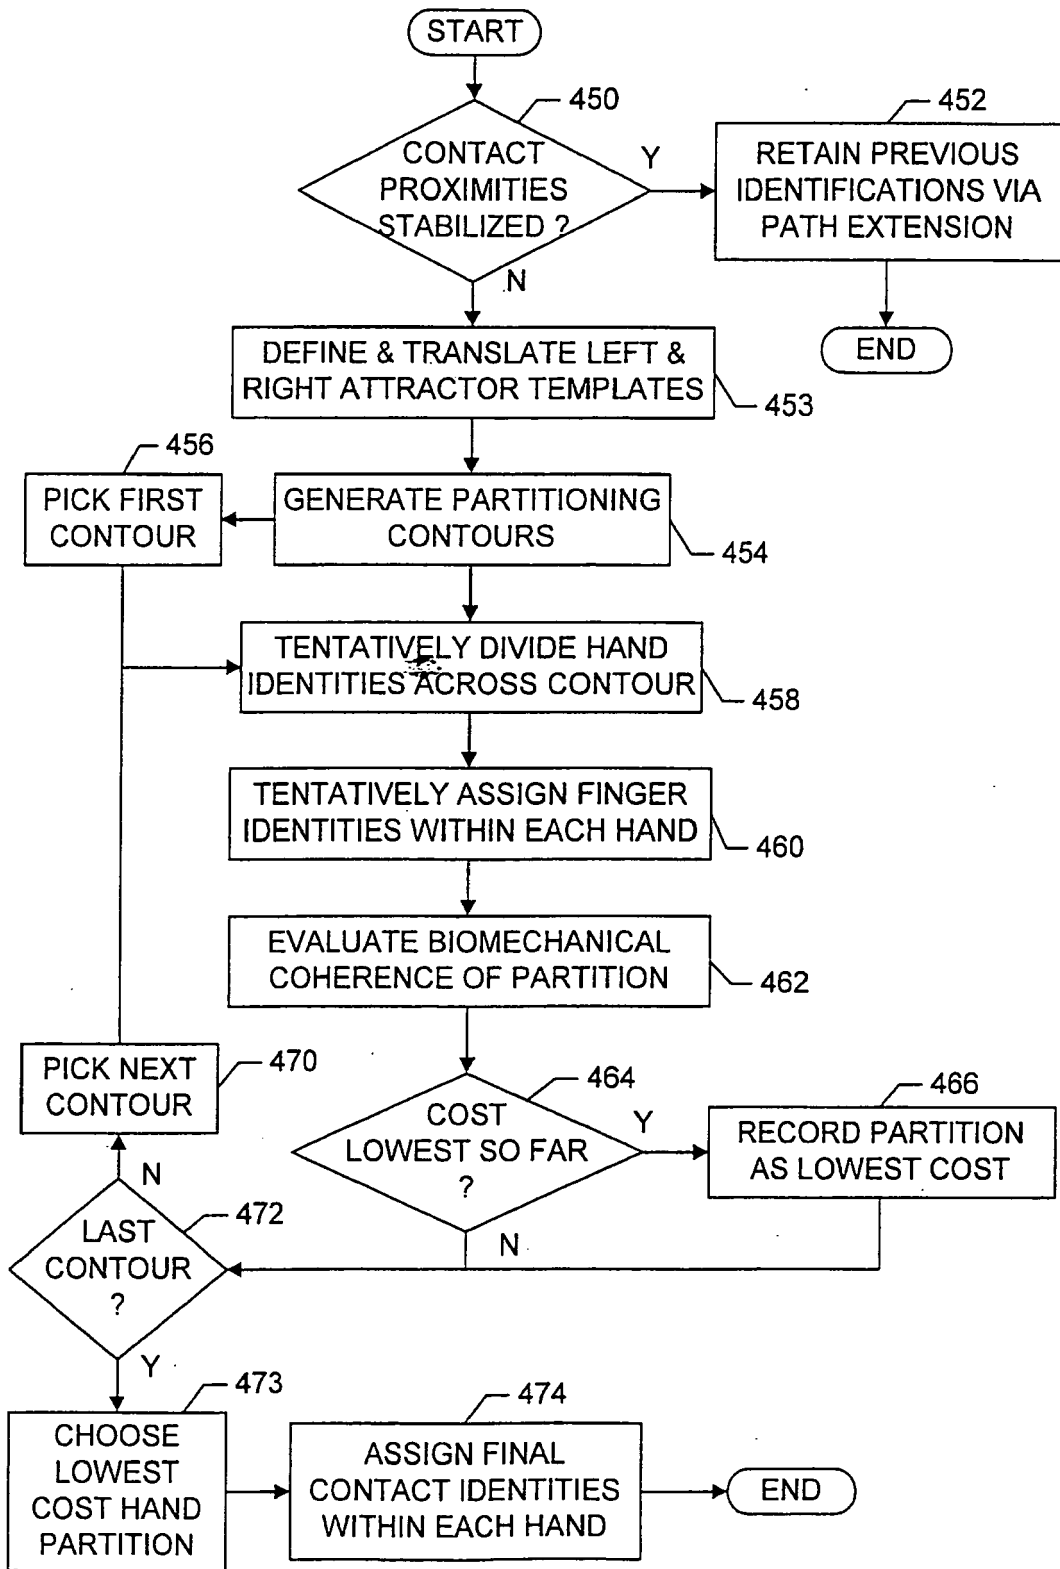 START
450
CONTACT
PROXIMITIES
STABILIZED ?
Y
N
452
RETAIN PREVIOUS
IDENTIFICATIONS VIA
PATH EXTENSION
END
DEFINE & TRANSLATE LEFT &
RIGHT ATTRACTOR TEMPLATES
453
456
PICK FIRST
CONTOUR
GENERATE PARTITIONING
CONTOURS
454
TENTATIVELY DIVIDE HAND
IDENTITIES ACROSS CONTOUR
458
TENTATIVELY ASSIGN FINGER
IDENTITIES WITHIN EACH HAND
460
EVALUATE BIOMECHANICAL
COHERENCE OF PARTITION
462
PICK NEXT
CONTOUR
470
464
COST
LOWEST SO FAR
?
Y
N
466
RECORD PARTITION
AS LOWEST COST
N
472
LAST
CONTOUR
?
Y
473
CHOOSE
LOWEST
COST HAND
PARTITION
474
ASSIGN FINAL
CONTACT IDENTITIES
WITHIN EACH HAND
END